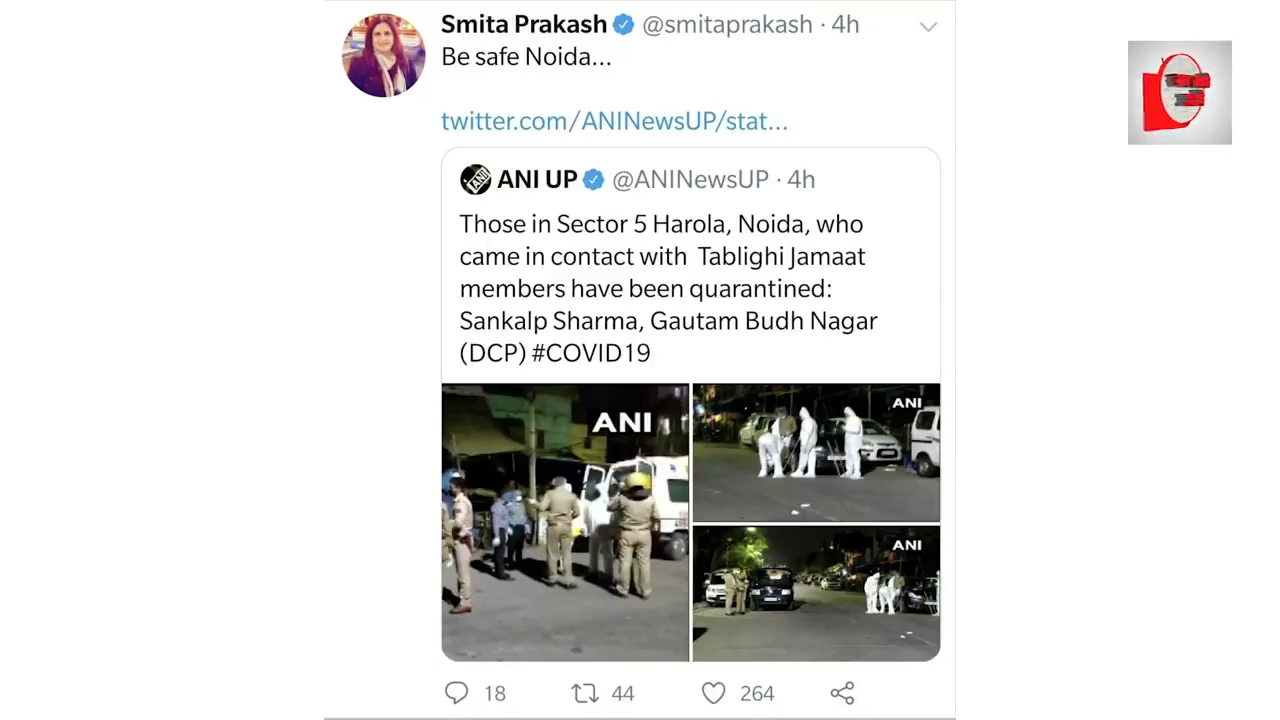 Smita Prakash @smitaprakash · 4h
Be safe Noida...
twitter.com/ANINewsUP/stat...
ANI UP @ANINewsUP · 4h
Those in Sector 5 Harola, Noida, who
came in contact with Tablighi Jamaat
members have been quarantined:
Sankalp Sharma, Gautam Budh Nagar
(DCP) #COVID19
ANI
ANI
ANI
18 44 264